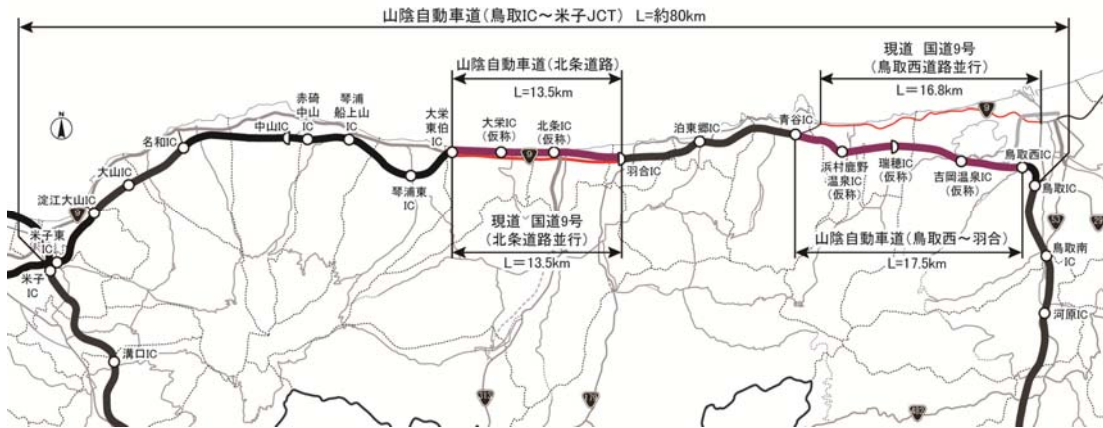 山陰自動車道(鳥取IC～米子JCT) L=約80km
現道 国道9号
(鳥取西道路並行)
L=16.8km
山陰自動車道(北条道路)
L=13.5km
赤碕
中山
IC
琴浦
船上山
IC
大栄
東伯
IC
大栄IC
(仮称)
北条IC
(仮称)
泊東郷IC
青谷IC
9
N
中山IC
名和IC
9
羽合IC
浜村鹿野
温泉IC
(仮称)
瑞穂IC
(仮称)
吉岡温泉IC
(仮称)
鳥取西IC
大山IC
琴浦東
IC
鳥取IC
淀江大山IC
9
53
29
米子東
IC
現道 国道9号
(北条道路並行)
L=13.5km
山陰自動車道(鳥取西～羽合)
L=17.5km
鳥取南
IC
米子
IC
河原IC
溝口IC